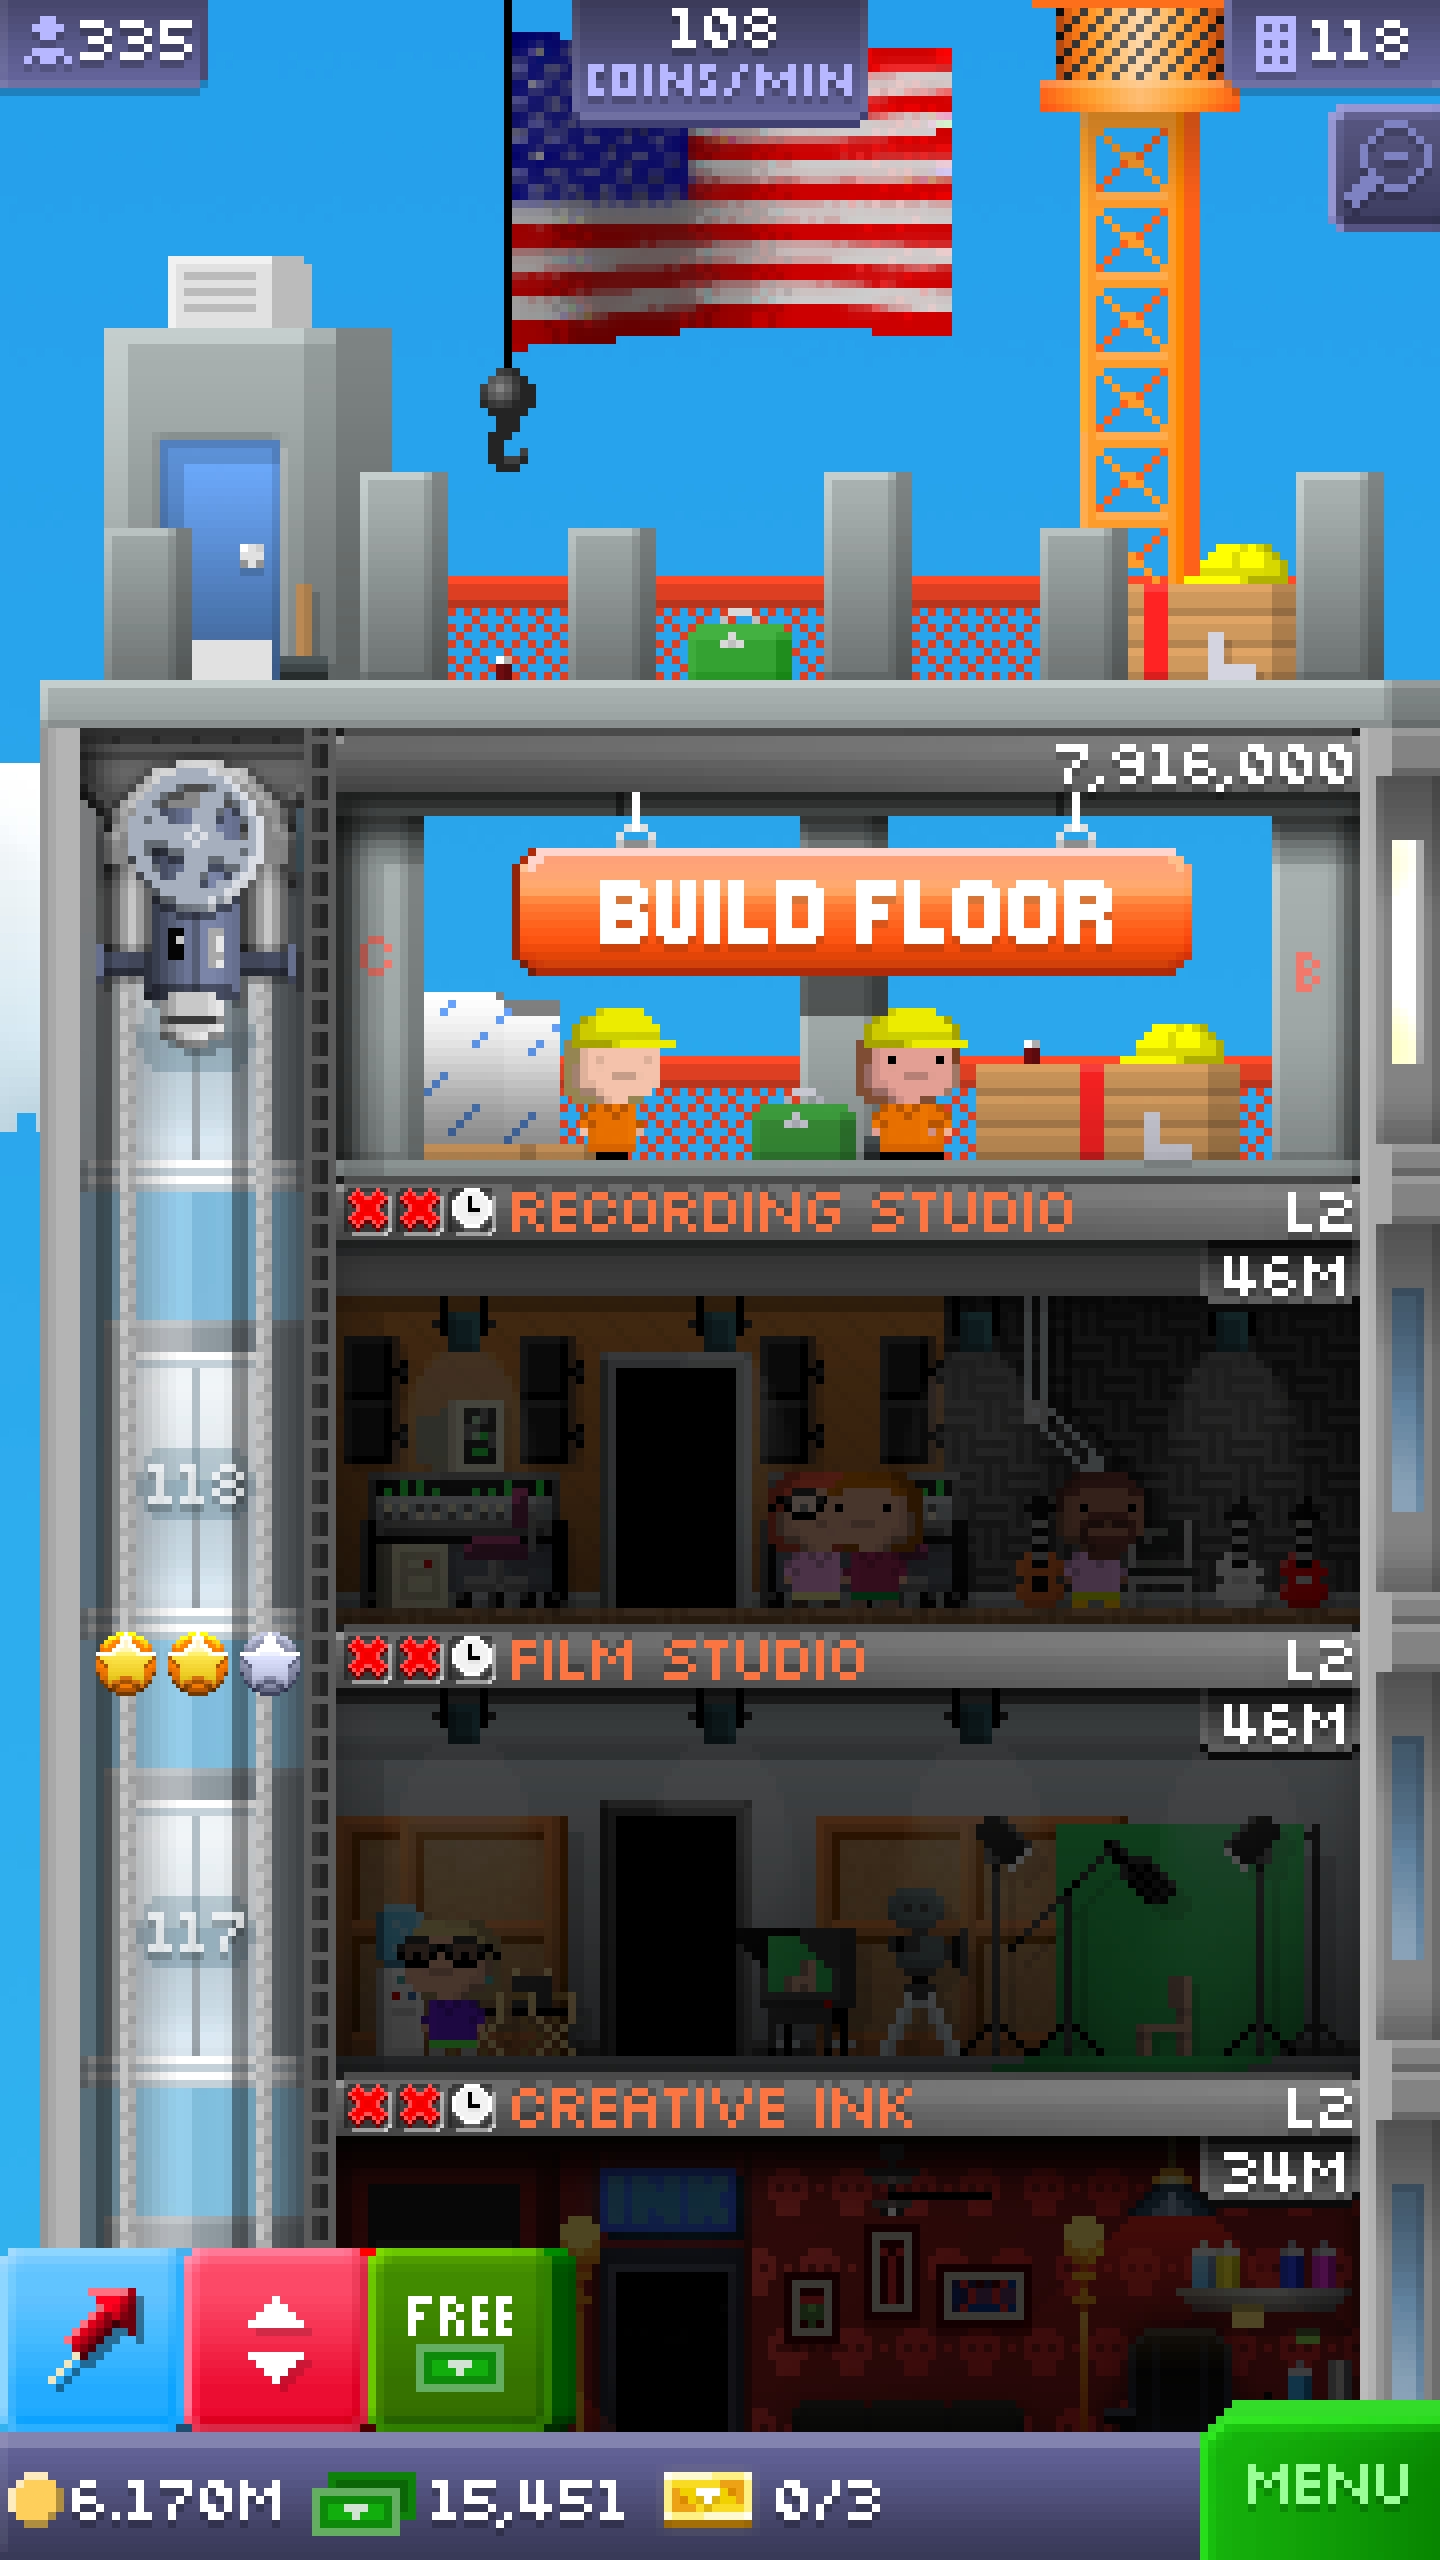 335
108
COINS/MIN
118
7,916,000
BUILD FLOOR
C
B
RECORDING STUDIO L2
46M
118
FILM STUDIO L2
46M
117
CREATIVE INK L2
34M
INK
FREE
6.170M 15,451 0/3
MENU